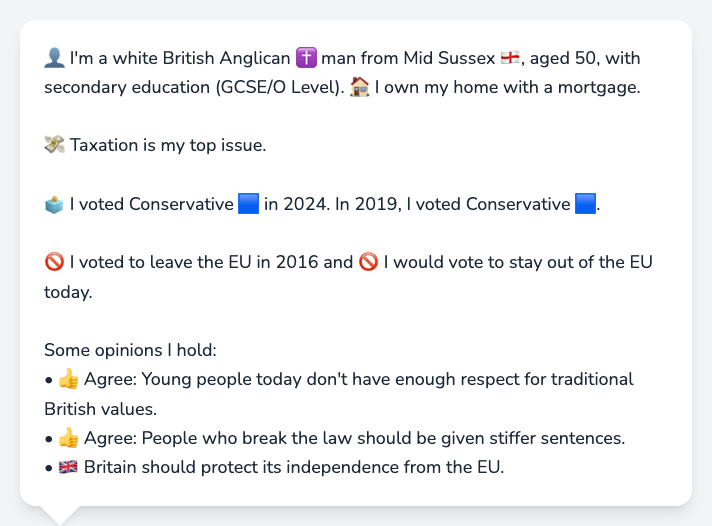 👤 I'm a white British Anglican ✝️ man from Mid Sussex 🏴󠁧󠁢󠁥󠁮󠁧󠁿, aged 50, with
secondary education (GCSE/O Level). 🏠 I own my home with a mortgage.
💸 Taxation is my top issue.
🗳️ I voted Conservative 🟦 in 2024. In 2019, I voted Conservative 🟦.
🚫 I voted to leave the EU in 2016 and 🚫 I would vote to stay out of the EU
today.
Some opinions I hold:
• 👍 Agree: Young people today don't have enough respect for traditional
British values.
• 👍 Agree: People who break the law should be given stiffer sentences.
• 🇬🇧 Britain should protect its independence from the EU.